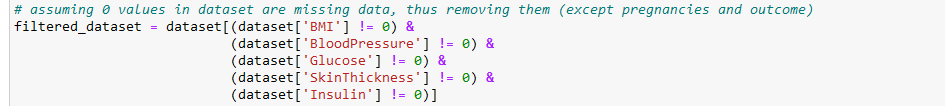 # assuming 0 values in dataset are missing data, thus removing them (except pregnancies and outcome)
filtered_dataset = dataset[(dataset['BMI'] != 0) &
(dataset['BloodPressure'] != 0) &
(dataset['Glucose'] != 0) &
(dataset['SkinThickness'] != 0) &
(dataset['Insulin'] != 0)]